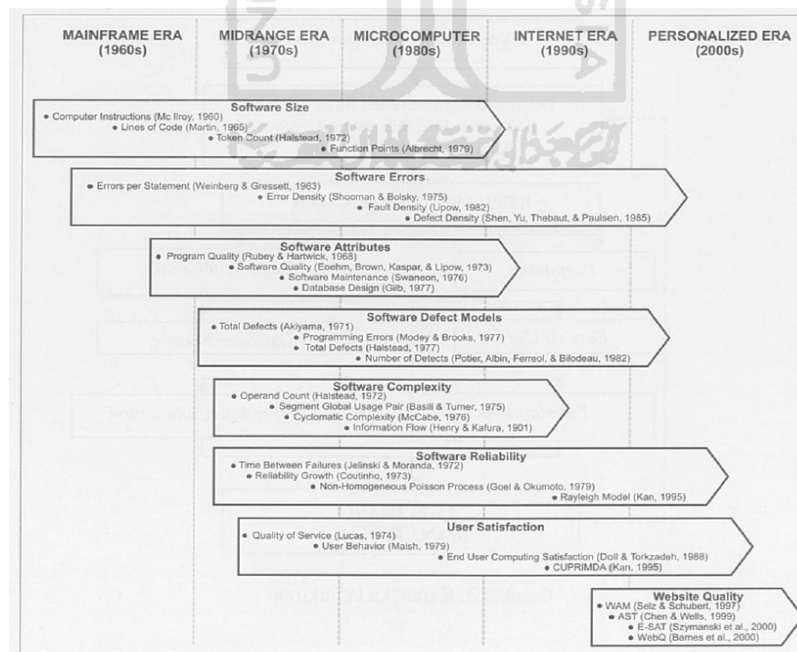 MAINFRAME ERA
(1960s)
MIDRANGE ERA
(1970s)
MICROCOMPUTER
(1980s)
INTERNET ERA
(1990s)
PERSONALIZED ERA
(2000s)
Software Size
• Computer Instructions (Mc Ilroy, 1960)
• Lines of Code (Martin, 1965)
• Token Count (Halstead, 1972)
• Function Points (Albrecht, 1979)
Software Errors
• Errors per Statement (Weinberg & Gressett, 1963)
• Error Density (Shooman & Bolsky, 1975)
• Fault Density (Lipow, 1982)
• Defect Density (Shen, Yu, Thebaut, & Paulsen, 1985)
Software Attributes
• Program Quality (Rubey & Hartwick, 1968)
• Software Quality (Eoehm, Brown, Kaspar, & Lipow, 1973)
• Software Maintenance (Swaneon, 1976)
• Database Design (Gilb, 1977)
Software Defect Models
• Total Defects (Akiyama, 1971)
• Programming Errors (Modey & Brooks, 1977)
• Total Defects (Halstead, 1977)
• Number of Detects (Potier, Albin, Ferreol, & Bilodeau, 1982)
Software Complexity
• Operand Count (Halstead, 1972)
• Segment Global Usage Pair (Basili & Turner, 1975)
• Cyclomatic Complexity (McCabe, 1976)
• Information Flow (Henry & Kafura, 1901)
Software Reliability
• Time Between Failures (Jelinski & Moranda, 1972)
• Reliability Growth (Coutinho, 1973)
• Non-Homogeneous Poisson Process (Goel & Okumoto, 1979)
• Rayleigh Model (Kan, 1995)
User Satisfaction
• Quality of Service (Lucas, 1974)
• User Behavior (Maish, 1979)
• End User Computing Satisfaction (Doll & Torkzadeh, 1988)
• CUPRIMDA (Kan, 1995)
Website Quality
• WAM (Selz & Schubert, 1997)
• AST (Chen & Wells, 1999)
• E-SAT (Szymanski et al., 2000)
• WebQ (Barnes et al., 2000)